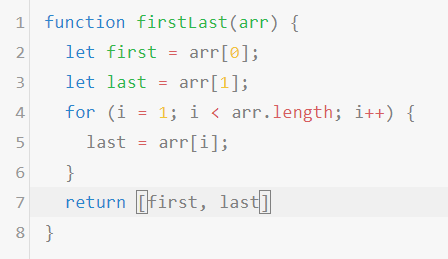 1 function firstLast(arr) {
2   let first = arr[0];
3   let last = arr[1];
4   for (i = 1; i < arr.length; i++) {
5     last = arr[i];
6   }
7   return [first, last]
8 }